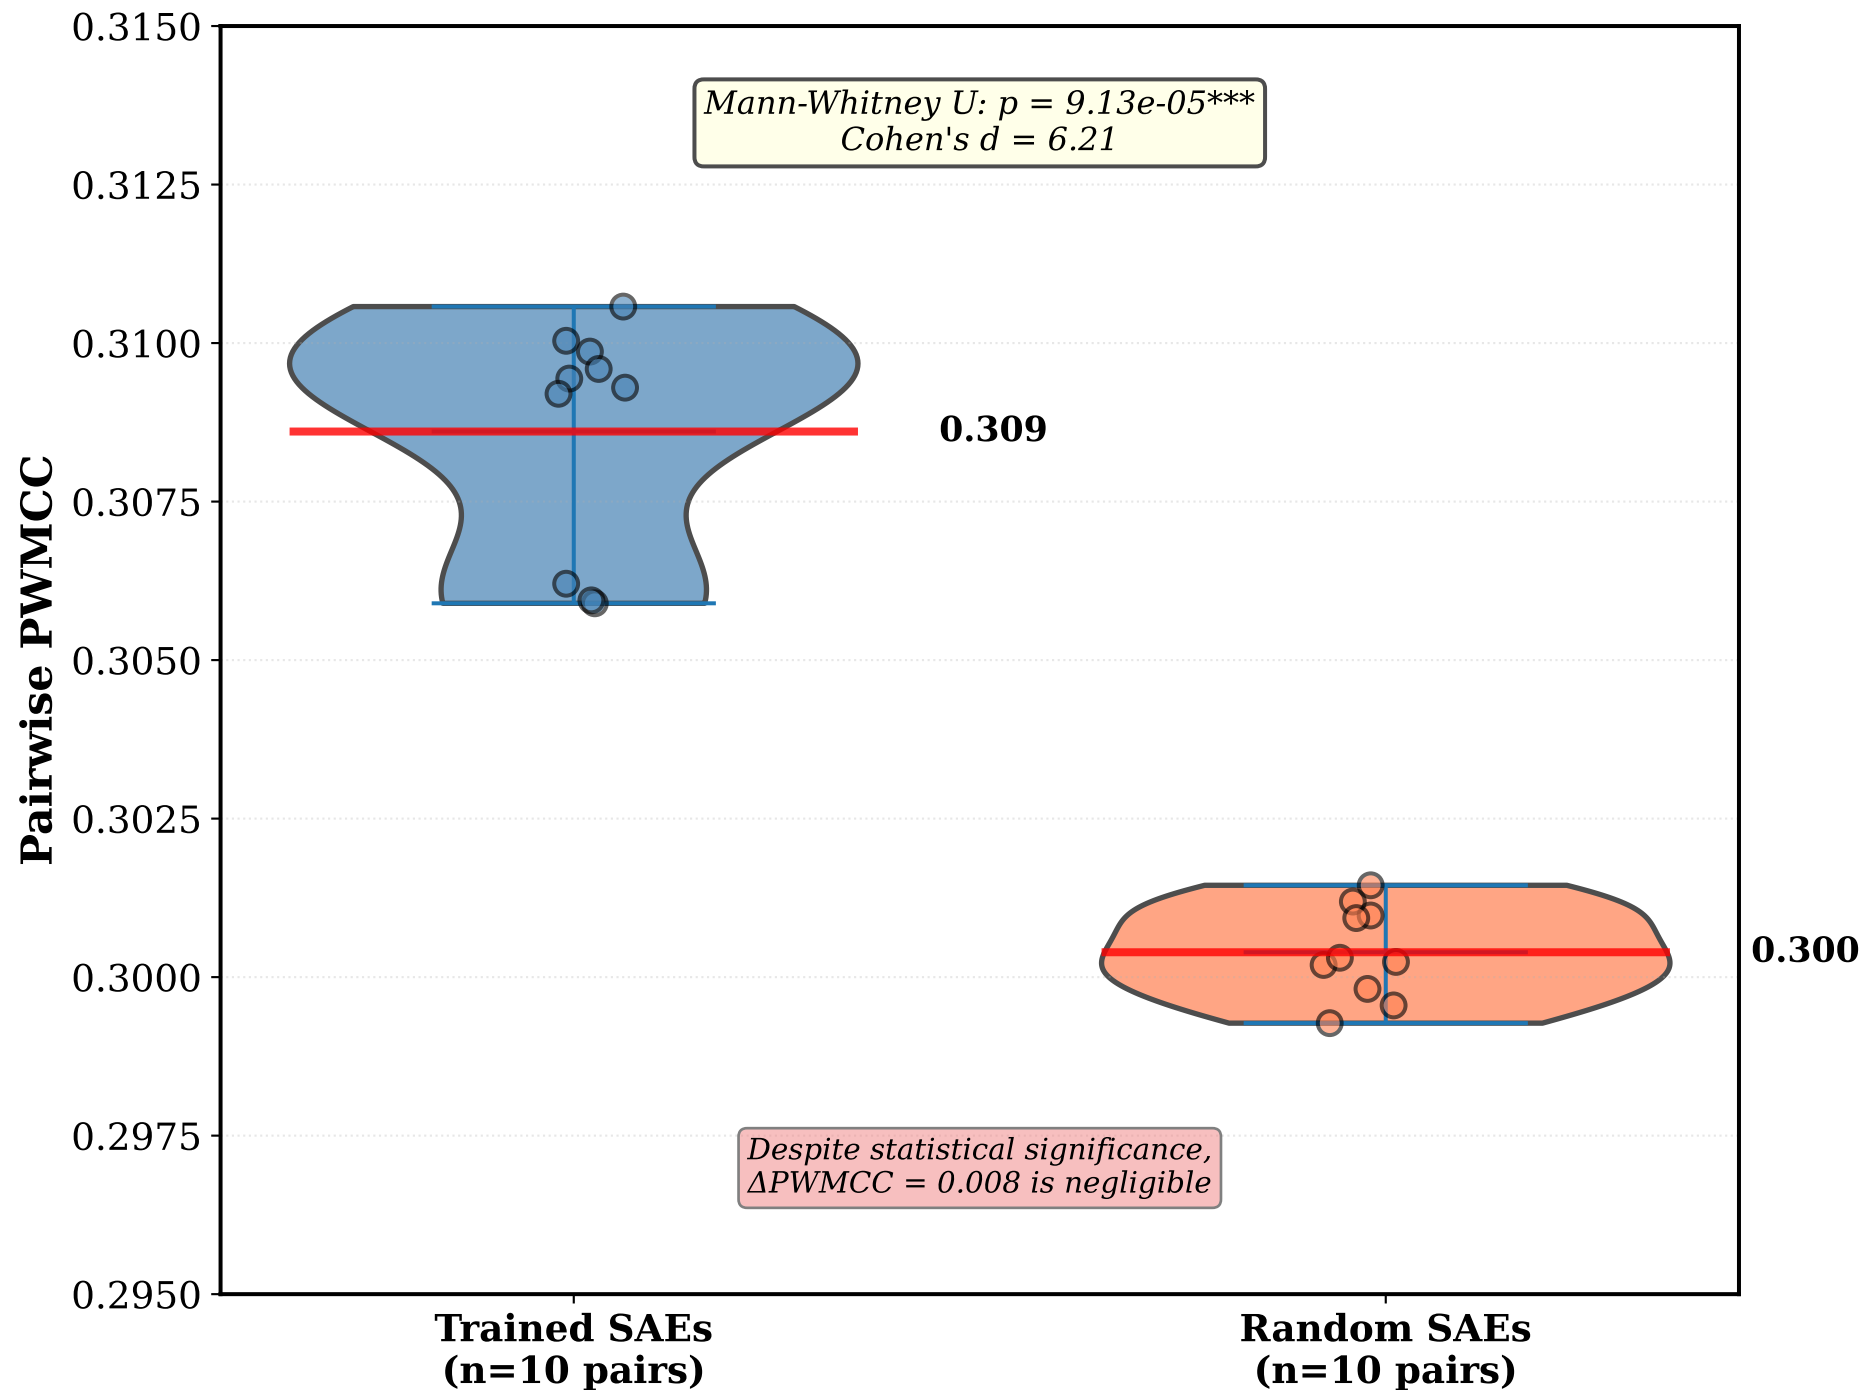 0.3150
0.3125
0.3100
0.3075
0.3050
0.3025
0.3000
0.2975
0.2950
Pairwise PWMCC
Mann-Whitney U: p = 9.13e-05***
Cohen's d = 6.21
0.309
0.300
Despite statistical significance,
ΔPWMCC = 0.008 is negligible
Trained SAEs
(n=10 pairs)
Random SAEs
(n=10 pairs)